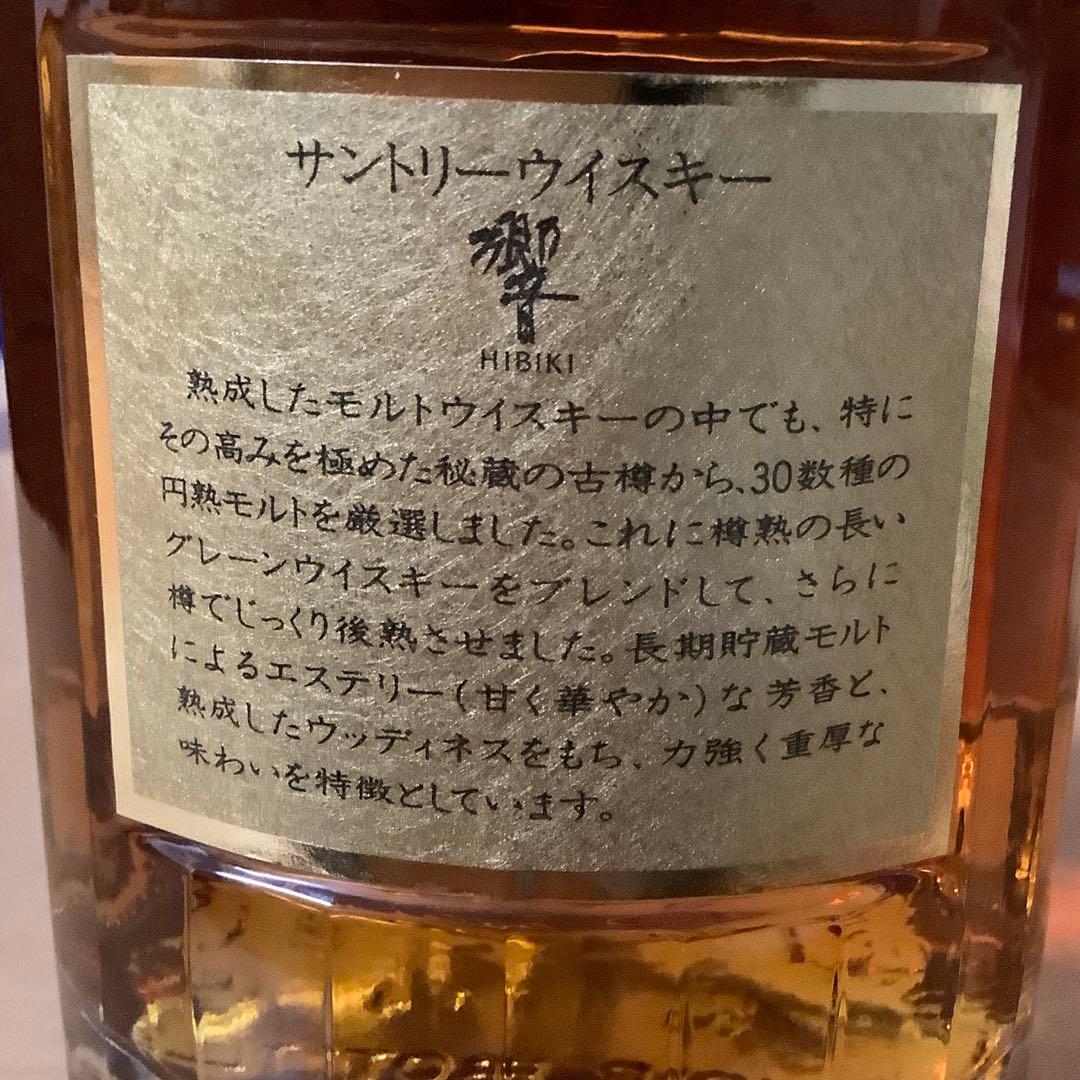 サントリーウイスキー
響
HIBIKI
熟成したモルトウイスキーの中でも、特に
その高みを極めた秘蔵の古樽から、30数種の
円熟モルトを厳選しました。これに樽熟の長い
グレーンウイスキーをブレンドして、さらに
樽でじっくり後熟させました。長期貯蔵モルト
によるエステリー(甘く華やか)な芳香と、
熟成したウッディネスをもち、力強く重厚な
味わいを特徴としています。